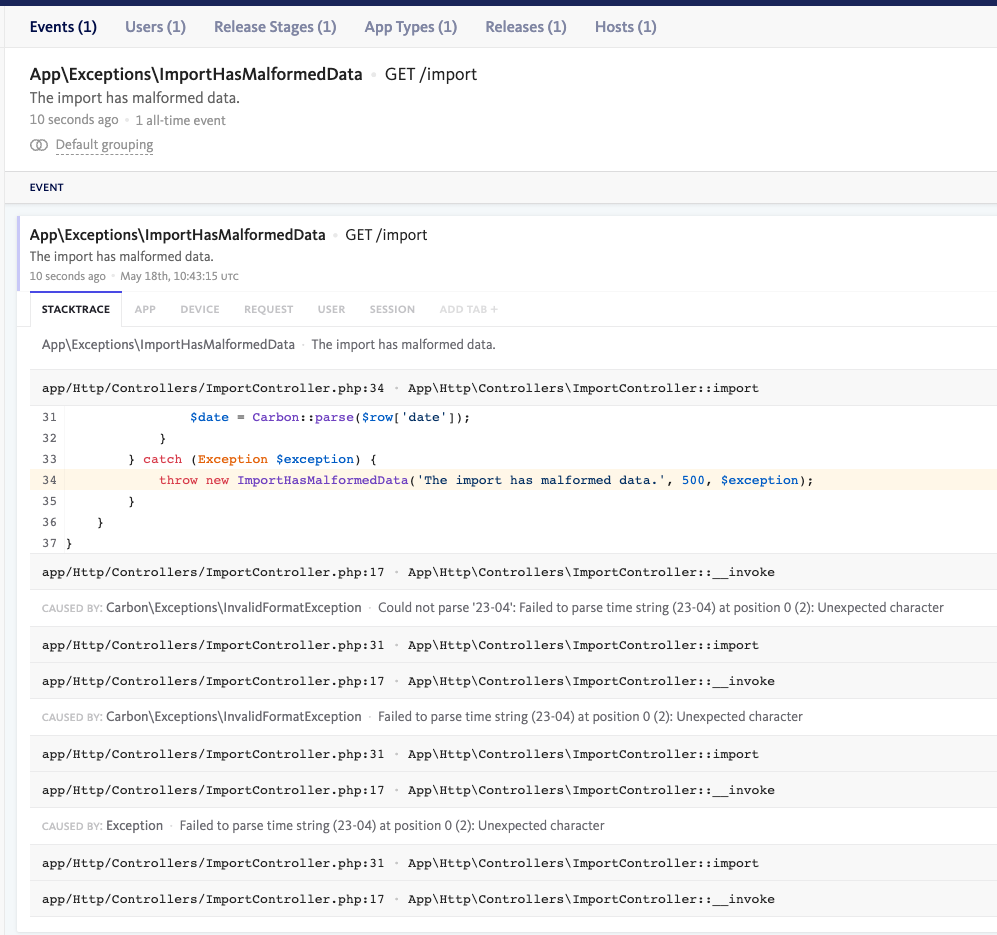 Events (1) Users (1) Release Stages (1) App Types (1) Releases (1) Hosts (1)
App\Exceptions\ImportHasMalformedData • GET /import
The import has malformed data.
10 seconds ago • 1 all-time event
Default grouping
EVENT
App\Exceptions\ImportHasMalformedData • GET /import
The import has malformed data.
10 seconds ago • May 18th, 10:43:15 UTC
STACKTRACE APP DEVICE REQUEST USER SESSION ADD TAB +
App\Exceptions\ImportHasMalformedData · The import has malformed data.
app/Http/Controllers/ImportController.php:34 · App\Http\Controllers\ImportController::import
31 $date = Carbon::parse($row['date']);
32 }
33 } catch (Exception $exception) {
34 throw new ImportHasMalformedData('The import has malformed data.', 500, $exception);
35 }
36 }
37 }
app/Http/Controllers/ImportController.php:17 · App\Http\Controllers\ImportController::__invoke
CAUSED BY: Carbon\Exceptions\InvalidFormatException · Could not parse '23-04': Failed to parse time string (23-04) at position 0 (2): Unexpected character
app/Http/Controllers/ImportController.php:31 · App\Http\Controllers\ImportController::import
app/Http/Controllers/ImportController.php:17 · App\Http\Controllers\ImportController::__invoke
CAUSED BY: Carbon\Exceptions\InvalidFormatException · Failed to parse time string (23-04) at position 0 (2): Unexpected character
app/Http/Controllers/ImportController.php:31 · App\Http\Controllers\ImportController::import
app/Http/Controllers/ImportController.php:17 · App\Http\Controllers\ImportController::__invoke
CAUSED BY: Exception · Failed to parse time string (23-04) at position 0 (2): Unexpected character
app/Http/Controllers/ImportController.php:31 · App\Http\Controllers\ImportController::import
app/Http/Controllers/ImportController.php:17 · App\Http\Controllers\ImportController::__invoke